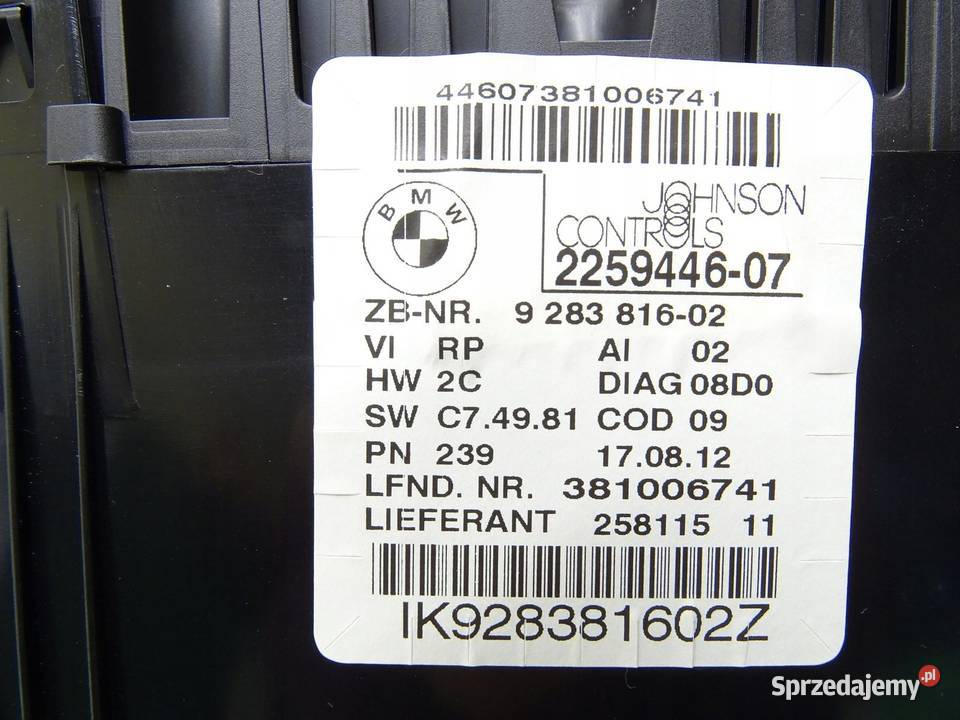 44607381006741
BMW
JOHNSON
CONTROLS
2259446-07
ZB-NR. 9 283 816-02
VI RP AI 02
HW 2C DIAG 08D0
SW C7.49.81 COD 09
PN 239 17.08.12
LFND. NR. 381006741
LIEFERANT 258115 11
IK928381602Z
Sprzedajemy.pl